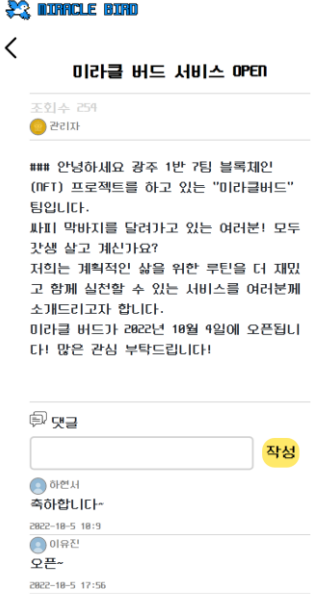 MIRACLE BIRD
미라클 버드 서비스 OPEN
조회수 259
관리자
### 안녕하세요 광주 1반 7팀 블록체인
(NFT) 프로젝트를 하고 있는 "미라클버드"
팀입니다.
싸피 막바지를 달려가고 있는 여러분! 모두
갓생 살고 계신가요?
저희는 계획적인 삶을 위한 루틴을 더 재밌
고 함께 실천할 수 있는 서비스를 여러분께
소개드리고자 합니다.
미라클 버드가 2022년 10월 4일에 오픈됩니
다! 많은 관심 부탁드립니다!
댓글
작성
하현서
축하합니다~
2022-10-5 10:9
이유진
오픈~
2022-10-5 17:56